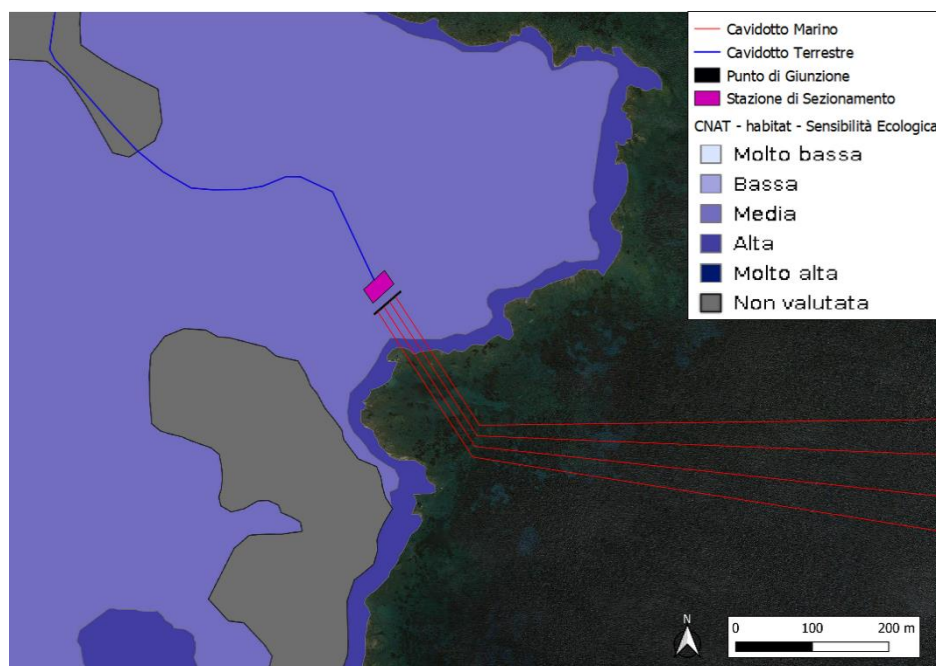 Cavidotto Marino
Cavidotto Terrestre
Punto di Giunzione
Stazione di Sezionamento
CNAT - habitat - Sensibilità Ecologica
Molto bassa
Bassa
Media
Alta
Molto alta
Non valutata
N
0 100 200 m